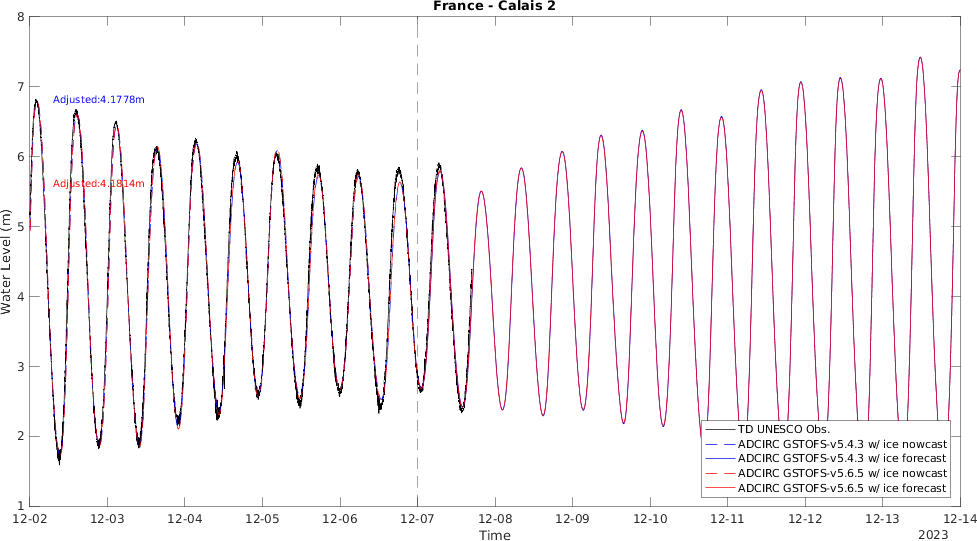 France - Calais 2
8
7
6
5
4
3
2
1
Water Level (m)
Adjusted:4.1778m
Adjusted:4.1814m
TD UNESCO Obs.
ADCIRC GSTOFS-v5.4.3 w/ ice nowcast
ADCIRC GSTOFS-v5.4.3 w/ ice forecast
ADCIRC GSTOFS-v5.6.5 w/ ice nowcast
ADCIRC GSTOFS-v5.6.5 w/ ice forecast
12-02 12-03 12-04 12-05 12-06 12-07 12-08 12-09 12-10 12-11 12-12 12-13 12-14
Time
2023